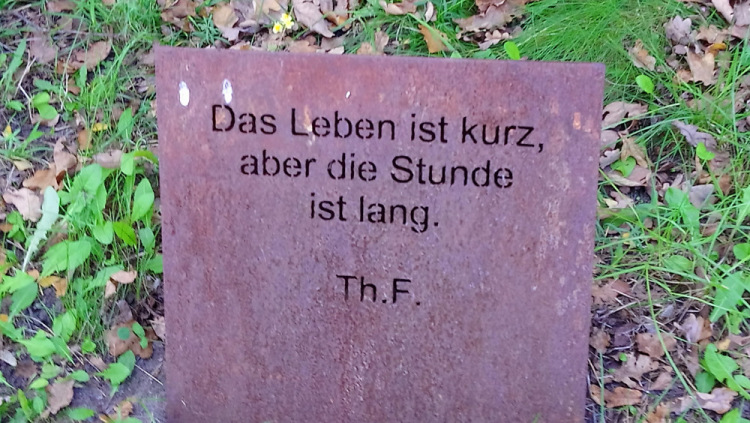 Das Leben ist kurz,
aber die Stunde
ist lang.
Th.F.